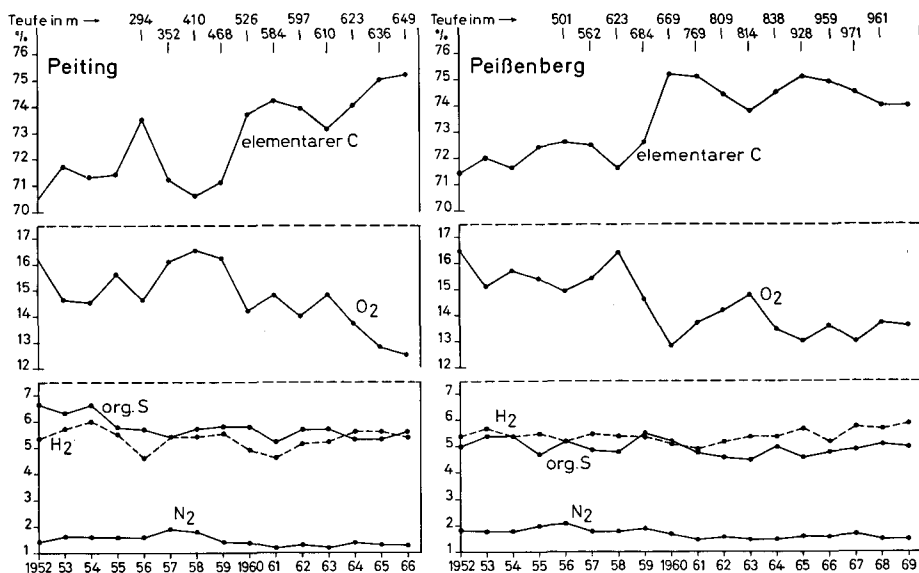 Teufe in m → 294 410 526 597 623 649
352 468 584 610 636
%
76
Peiting
75
74
73
elementarer C
72
71
70
17
16
15
O2
14
13
12
7
org. S
6
H2
5
4
3
N2
2
1
1952 53 54 55 56 57 58 59 1960 61 62 63 64 65 66
Teufe in m → 501 623 669 809 838 959 961
562 684 769 814 928 971
%
76
Peißenberg
75
74
73
elementarer C
72
71
70
17
16
15
O2
14
13
12
7
H2
6
5
org. S
4
3
N2
2
1
1952 53 54 55 56 57 58 59 1960 61 62 63 64 65 66 67 68 69